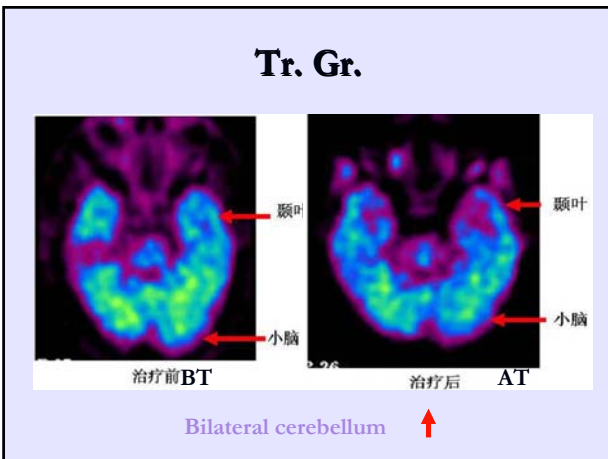 Tr. Gr.
颞叶
颞叶
小脑
小脑
治疗前BT
治疗后 AT
Bilateral cerebellum